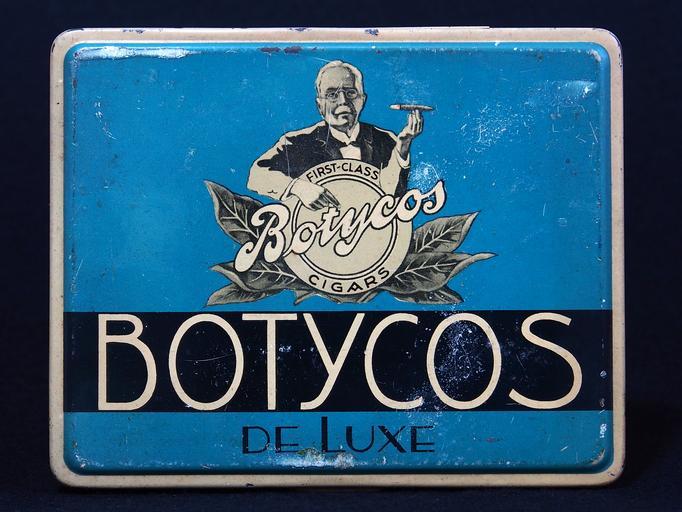 FIRST-CLASS
Botycos
CIGARS
BOTYCOS
DE LUXE